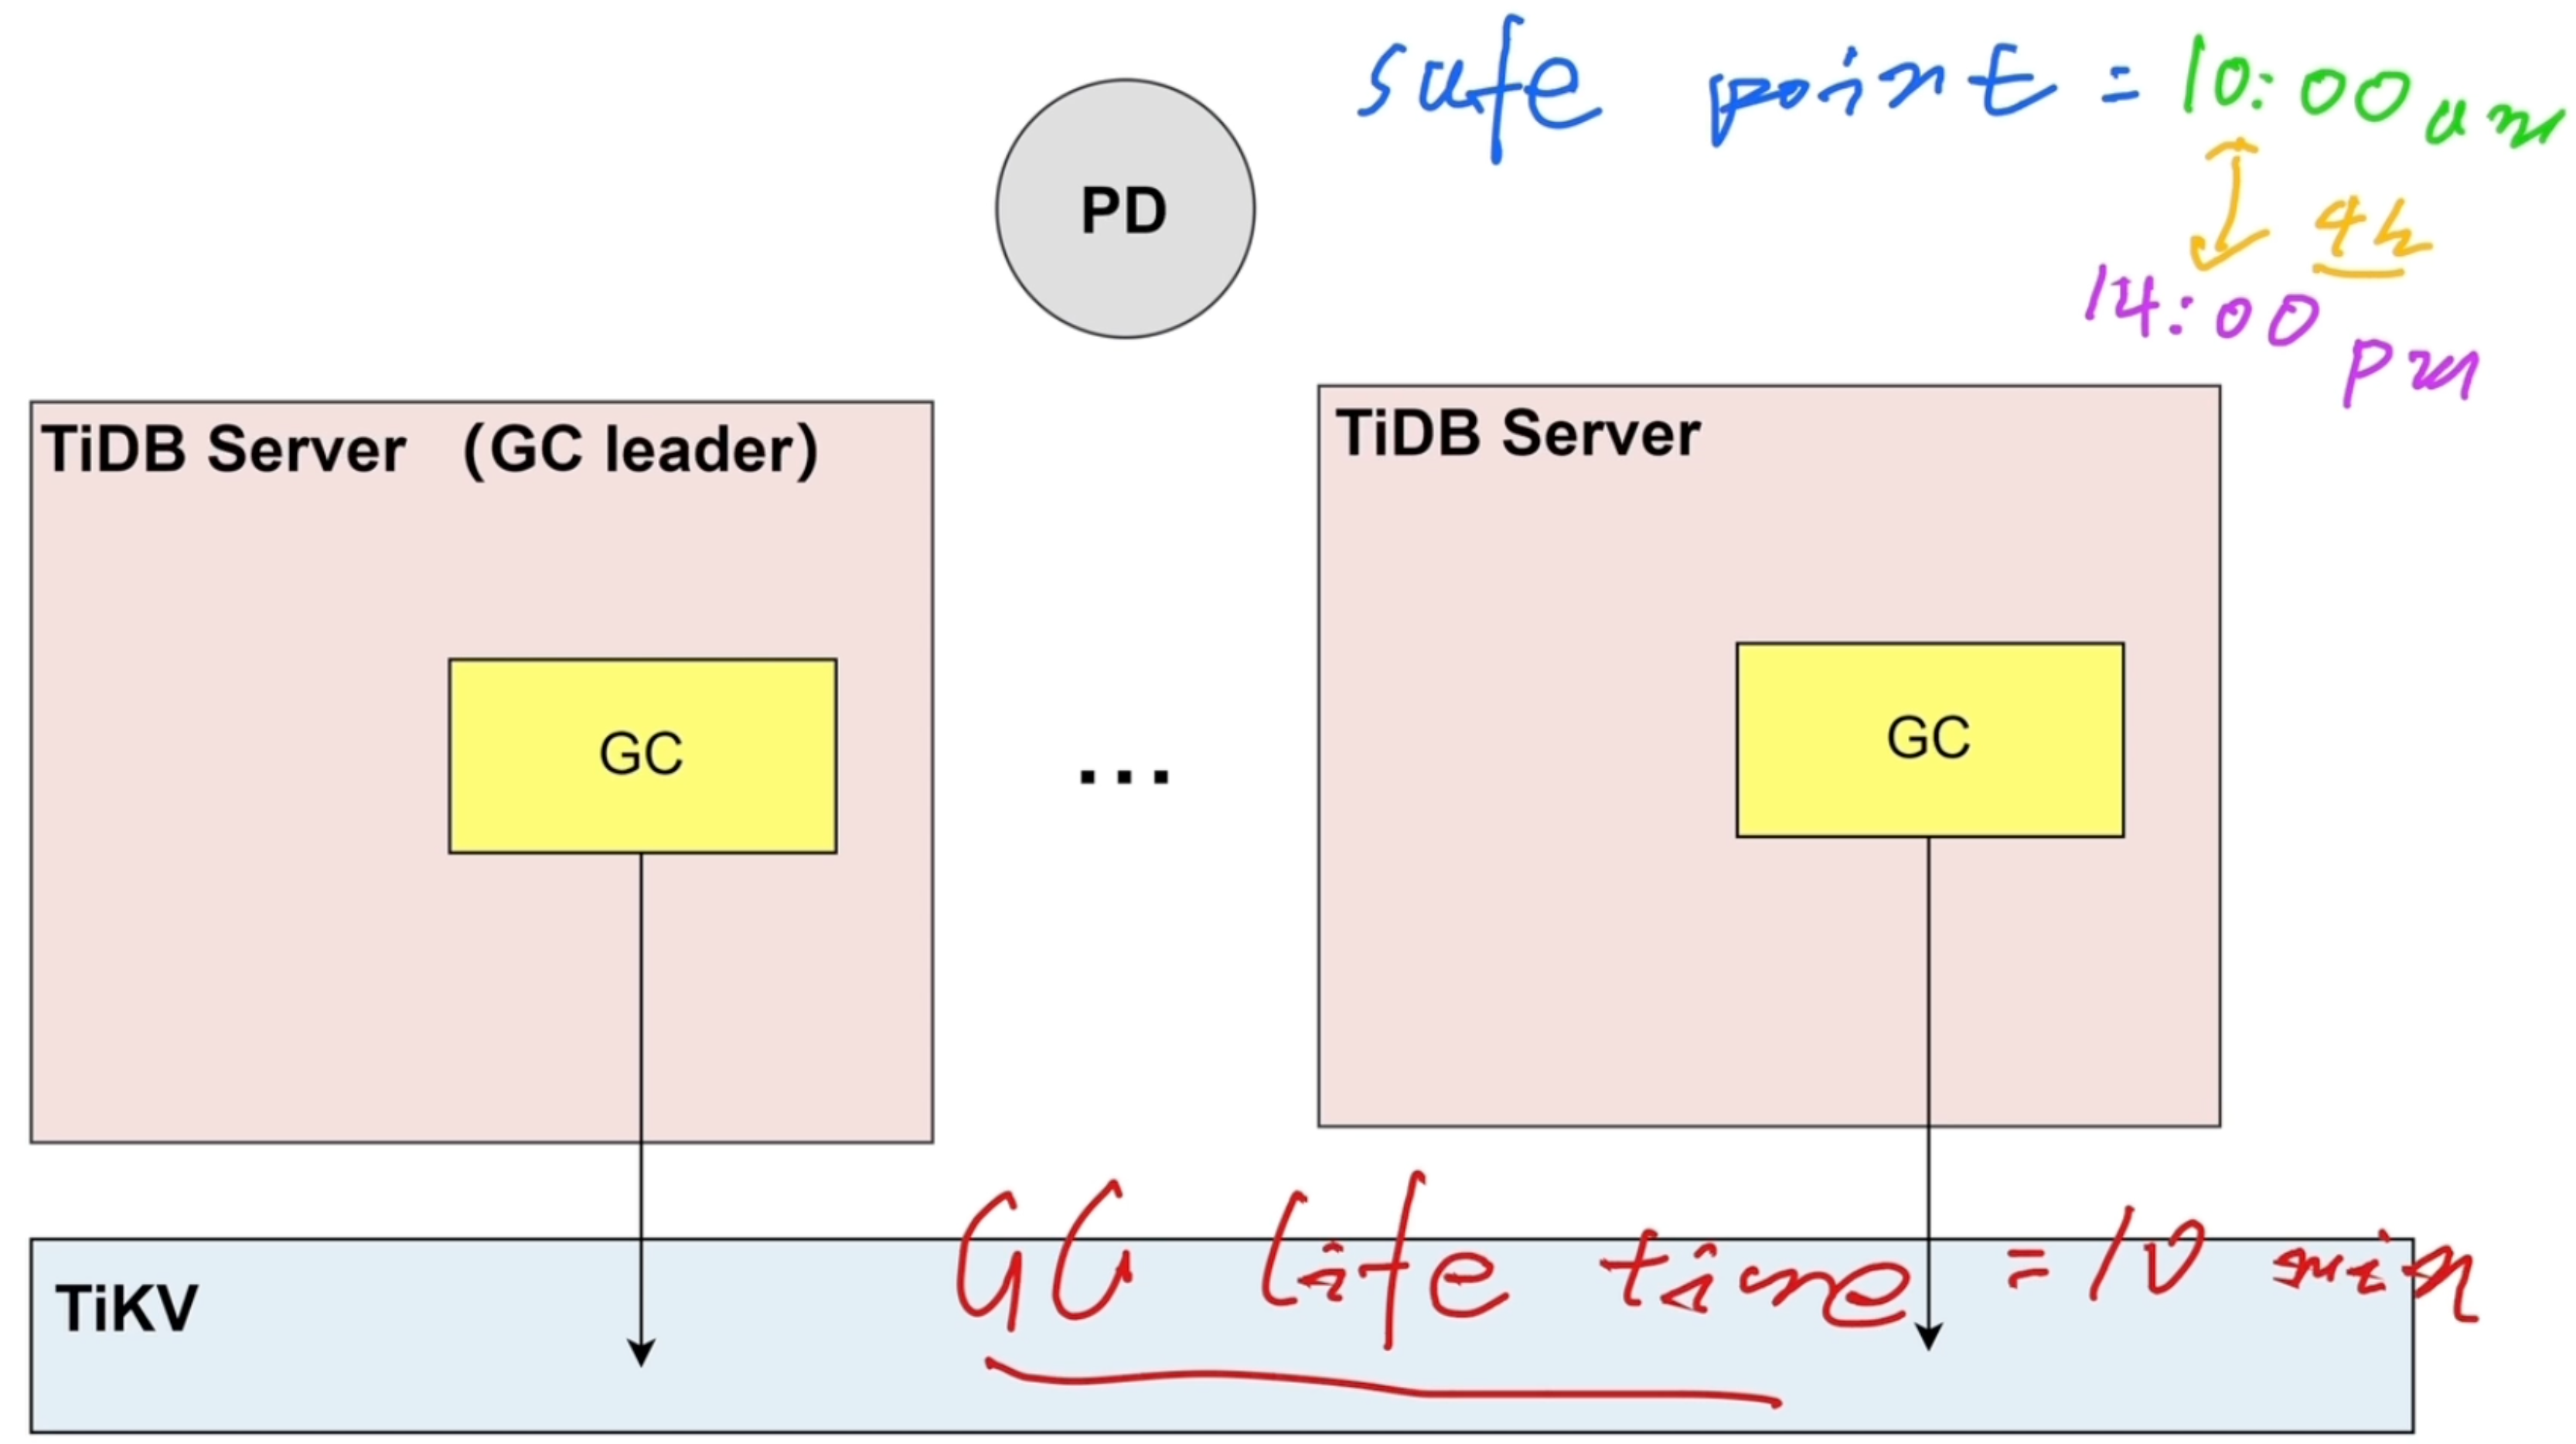 safe point = 10:00 am
PD
4h
14:00 pm
TiDB Server （GC leader）
TiDB Server
GC
...
GC
GC life time = 10 min
TiKV